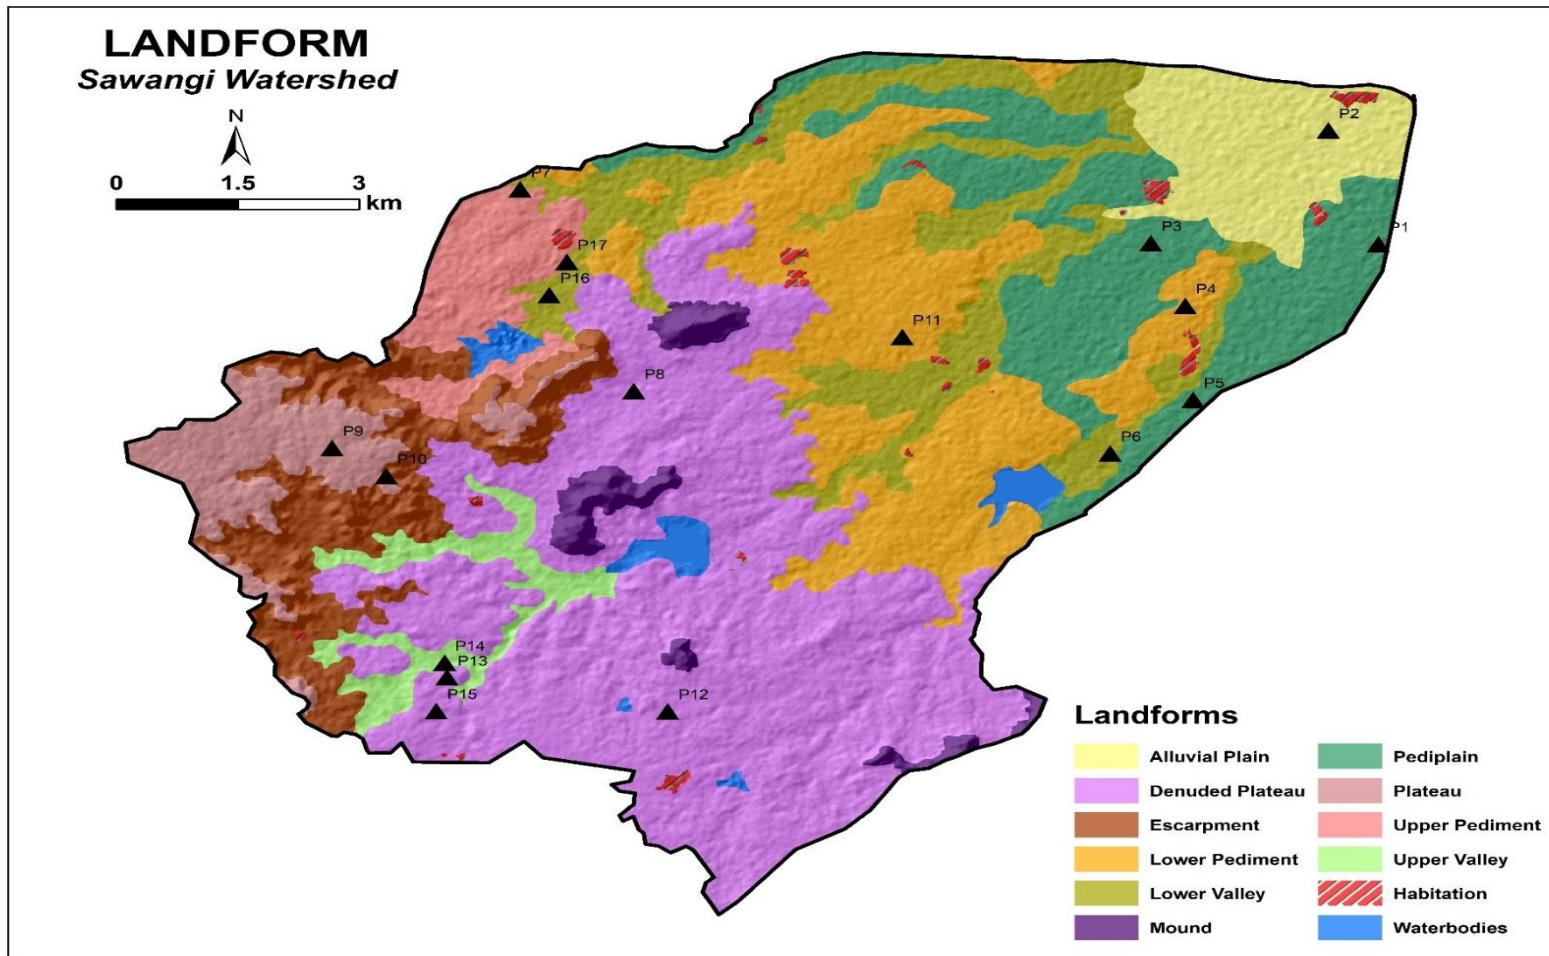 LANDFORM
Sawangi Watershed
N
0 1.5 3 km
P2
P7
P3
P1
P17
P16
P4
P11
P8
P5
P9
P6
P10
P14
P13
P15
P12
Landforms
Alluvial Plain
Pediplain
Denuded Plateau
Plateau
Escarpment
Upper Pediment
Lower Pediment
Upper Valley
Lower Valley
Habitation
Mound
Waterbodies